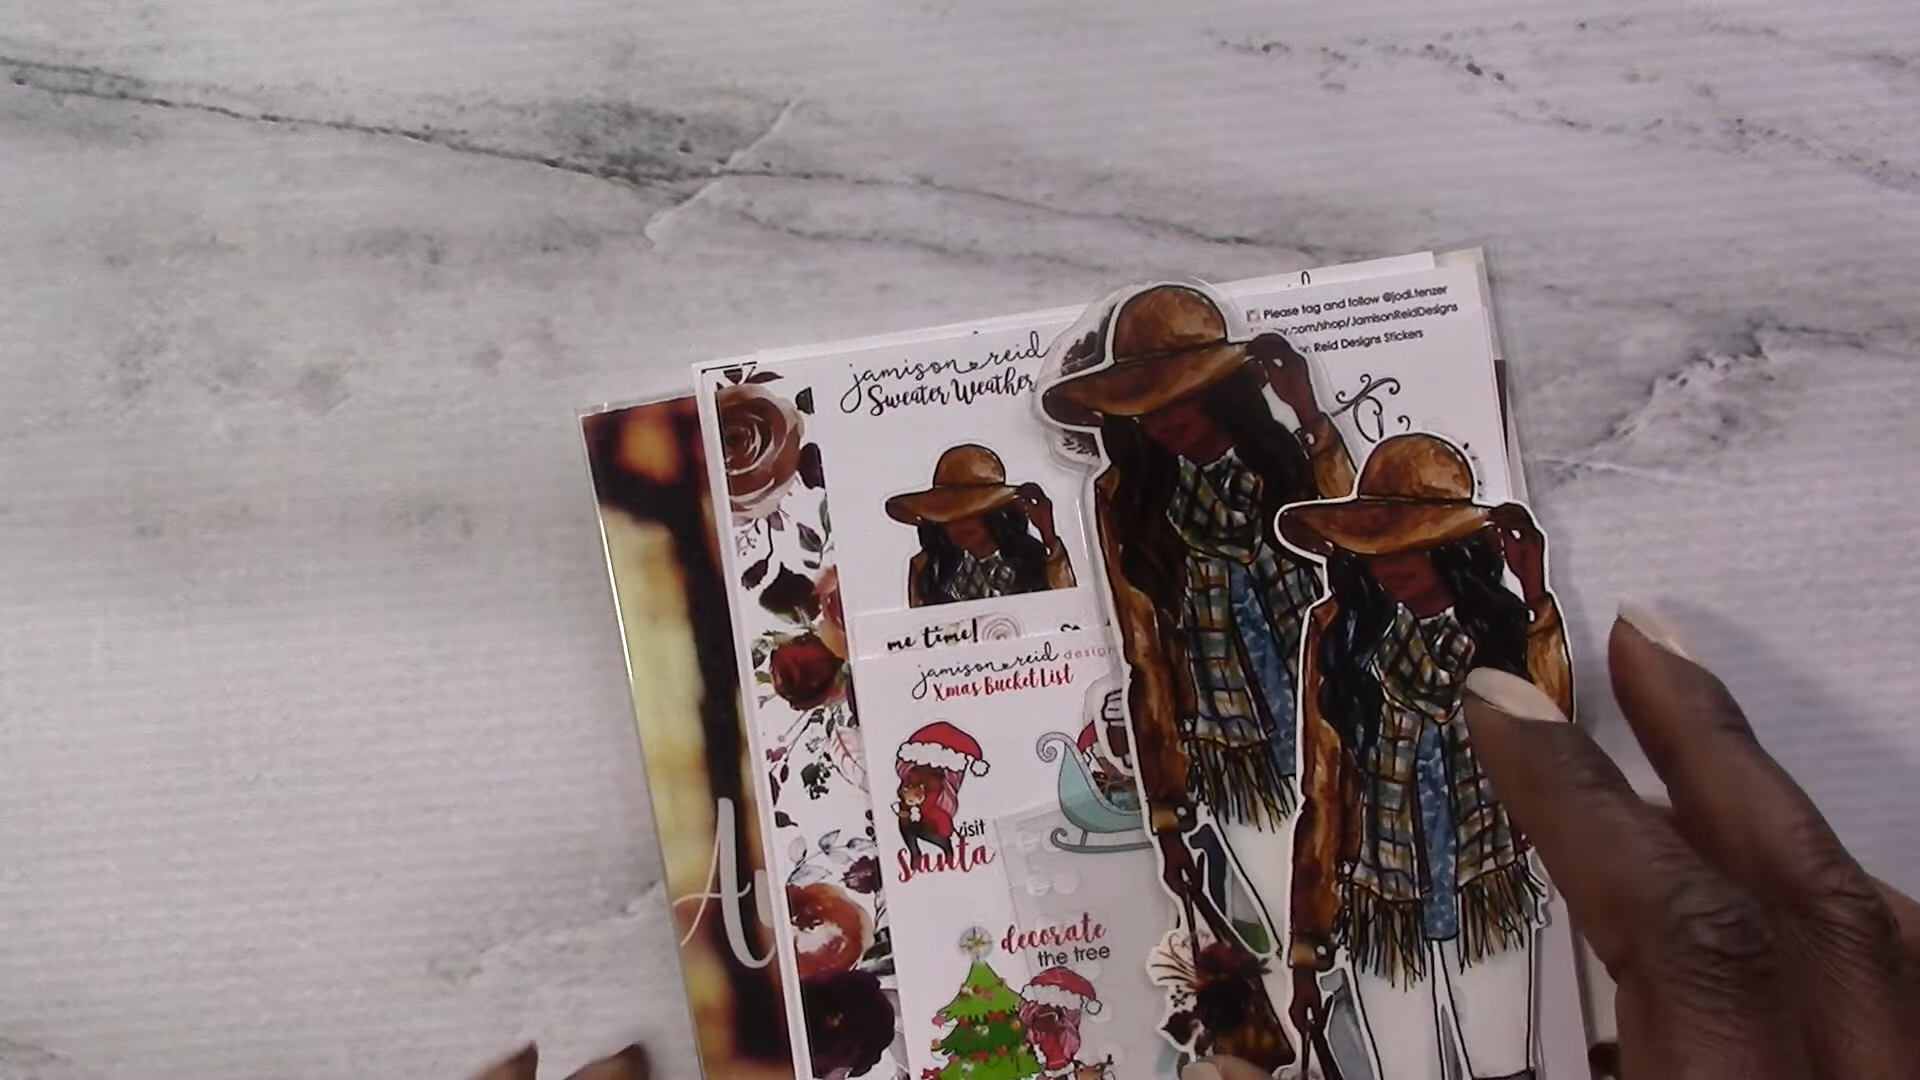 Please tag and follow @jodi.tenzer
.com/shop/JamisonReidDesigns
Reid Designs Stickers
jamison reid
Sweater Weather
me time!
jamison reid design
Xmas Bucket List
visit
Santa
decorate
the tree